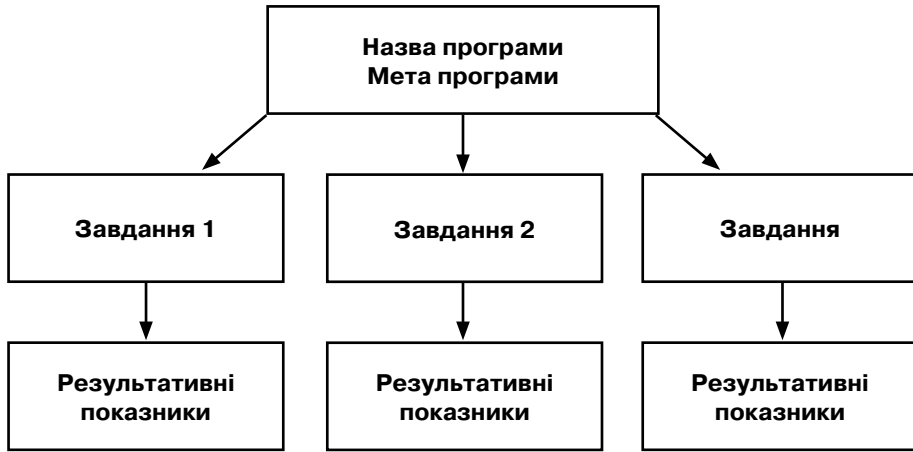 Назва програми
Мета програми
Завдання 1
Завдання 2
Завдання
Результативні
показники
Результативні
показники
Результативні
показники